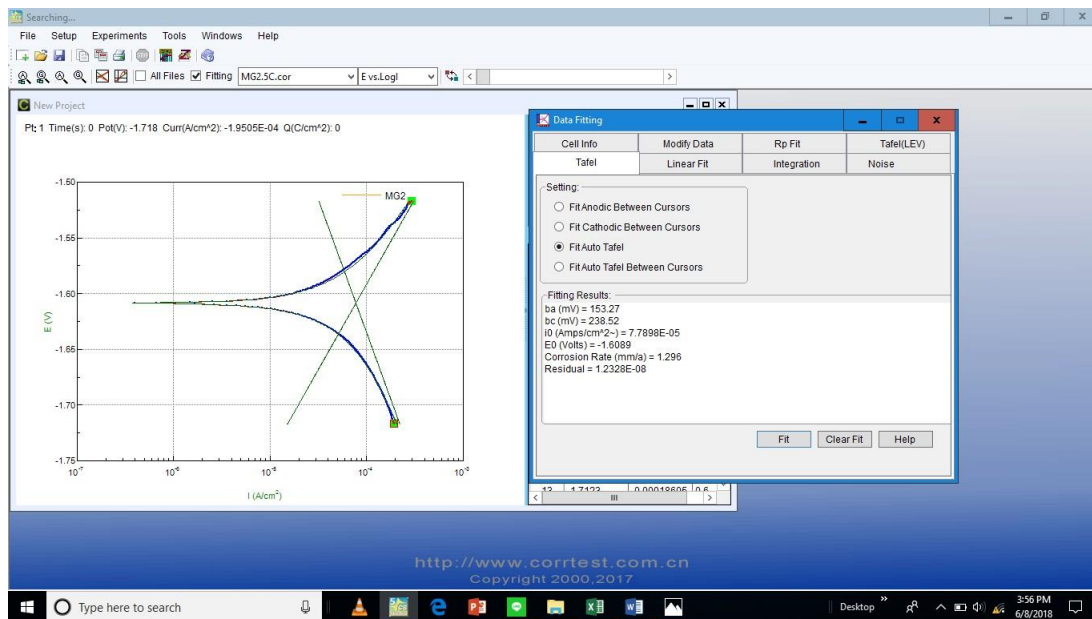 Searching...
File Setup Experiments Tools Windows Help
All Files Fitting MG2.5C.cor E vs.LogI
New Project
Pt: 1 Time(s): 0 Pot(V): -1.718 Curr(A/cm^2): -1.9505E-04 Q(C/cm^2): 0
MG2
-1.50
-1.55
-1.60
-1.65
-1.70
-1.75
E (V)
10⁻⁷ 10⁻⁶ 10⁻⁵ 10⁻⁴
I (A/cm²)
Data Fitting
Cell Info Modify Data Rp Fit Tafel(LEV)
Tafel Linear Fit Integration Noise
Setting:
Fit Anodic Between Cursors
Fit Cathodic Between Cursors
Fit Auto Tafel
Fit Auto Tafel Between Cursors
Fitting Results:
ba (mV) = 153.27
bc (mV) = 238.52
i0 (Amps/cm^2~) = 7.7898E-05
E0 (Volts) = -1.6089
Corrosion Rate (mm/a) = 1.296
Residual = 1.2328E-08
Fit Clear Fit Help
http://www.corrtest.com.cn
Copyright 2000,2017
Type here to search
Desktop
3:56 PM
6/8/2018